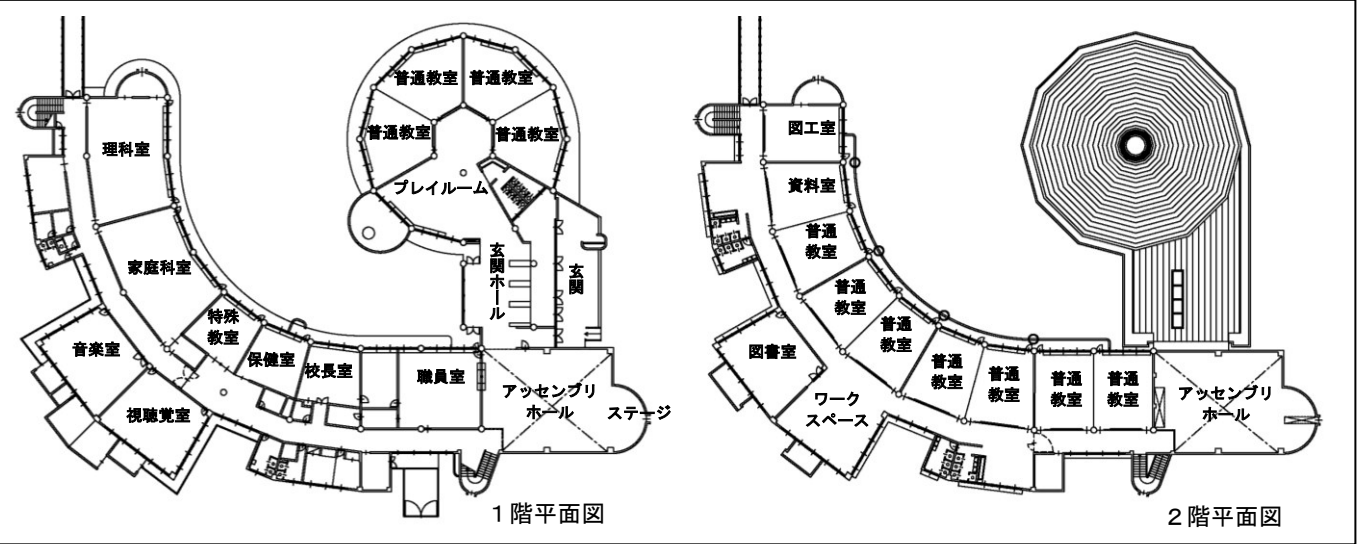 普通教室
普通教室
普通教室
普通教室
プレイルーム
理科室
家庭科室
特殊
教室
保健室
校長室
職員室
音楽室
視聴覚室
玄関ホール
玄関
アッセンブリ
ホール
ステージ
1階平面図
図工室
資料室
普通
教室
普通
教室
普通
教室
普通
教室
普通
教室
普通
教室
普通
教室
図書室
ワーク
スペース
アッセンブリ
ホール
2階平面図